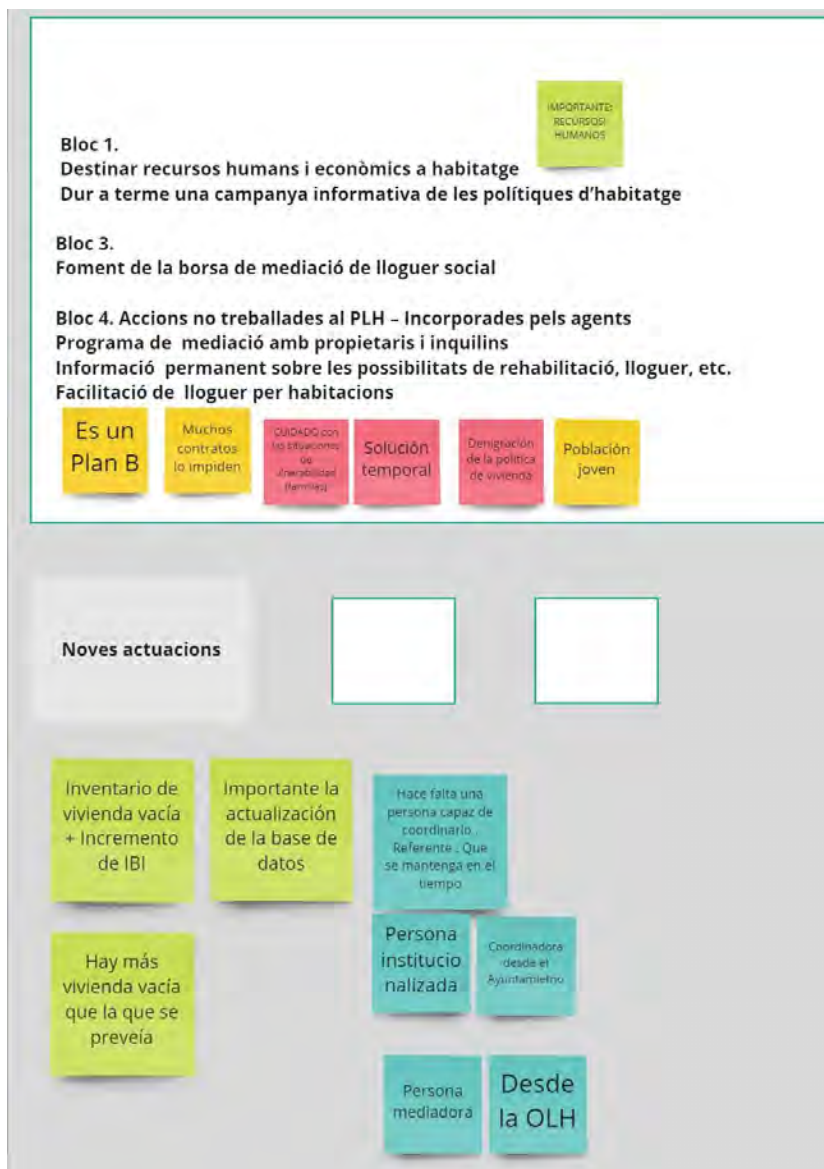 IMPORTANTE:
RECURSOS
HUMANOS
Bloc 1.
Destinar recursos humans i econòmics a habitatge
Dur a terme una campanya informativa de les polítiques d'habitatge
Bloc 3.
Foment de la borsa de mediació de lloguer social
Bloc 4. Accions no treballades al PLH – Incorporades pels agents
Programa de mediació amb propietaris i inquilins
Informació permanent sobre les possibilitats de rehabilitació, lloguer, etc.
Facilitació de lloguer per habitacions
Es un
Plan B
Muchos
contratos
lo impiden
CUIDADO con
las situaciones
de
(familias)
Solución
temporal
Denigración
de la política
de vivienda
Población
joven
Noves actuacions
Inventario de
vivienda vacía
+ Incremento
de IBI
Importante la
actualización
de la base de
datos
Hace falta una
persona capaz de
coordinarlo.
Referente . Que
se mantenga en el
tiempo
Hay más
vivienda vacía
que la que se
preveía
Persona
institucio
nalizada
Coordinadora
desde el
Persona
mediadora
Desde
la OLH